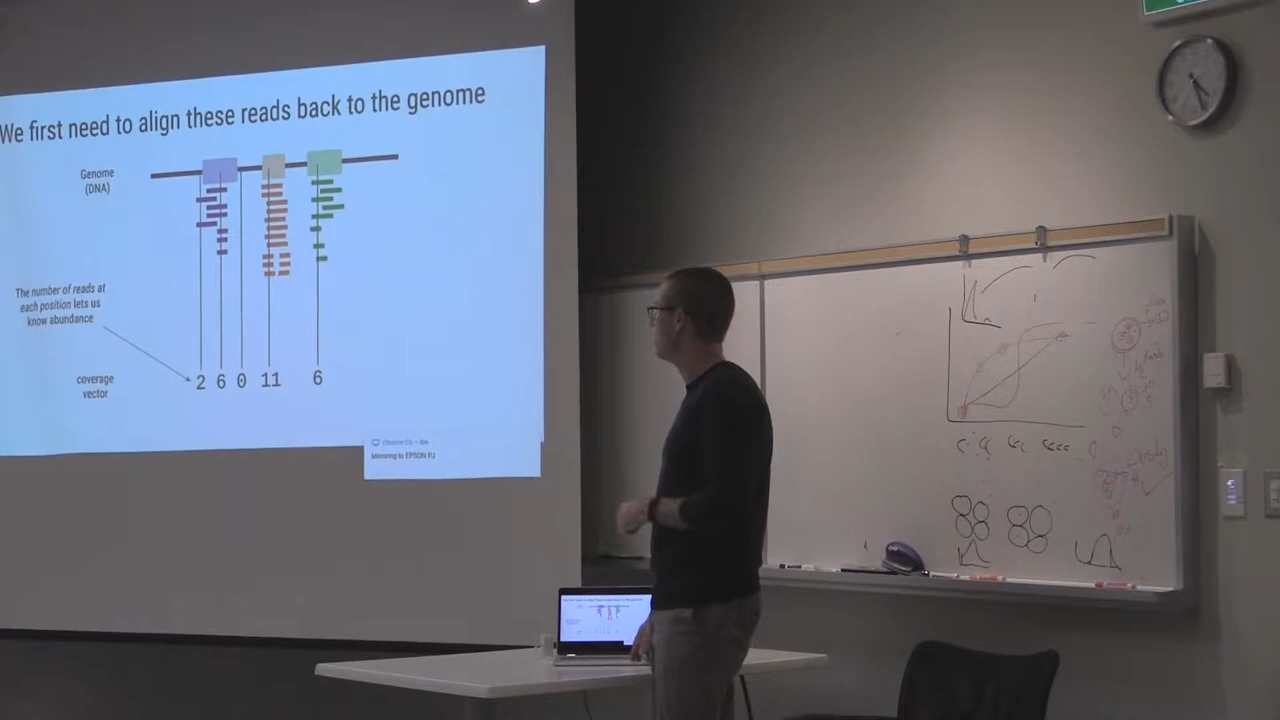 We first need to align these reads back to the genome
Genome
(DNA)
The number of reads at
each position lets us
know abundance
coverage
vector
2 6 0 11 6
Mirroring to EPSON PJ